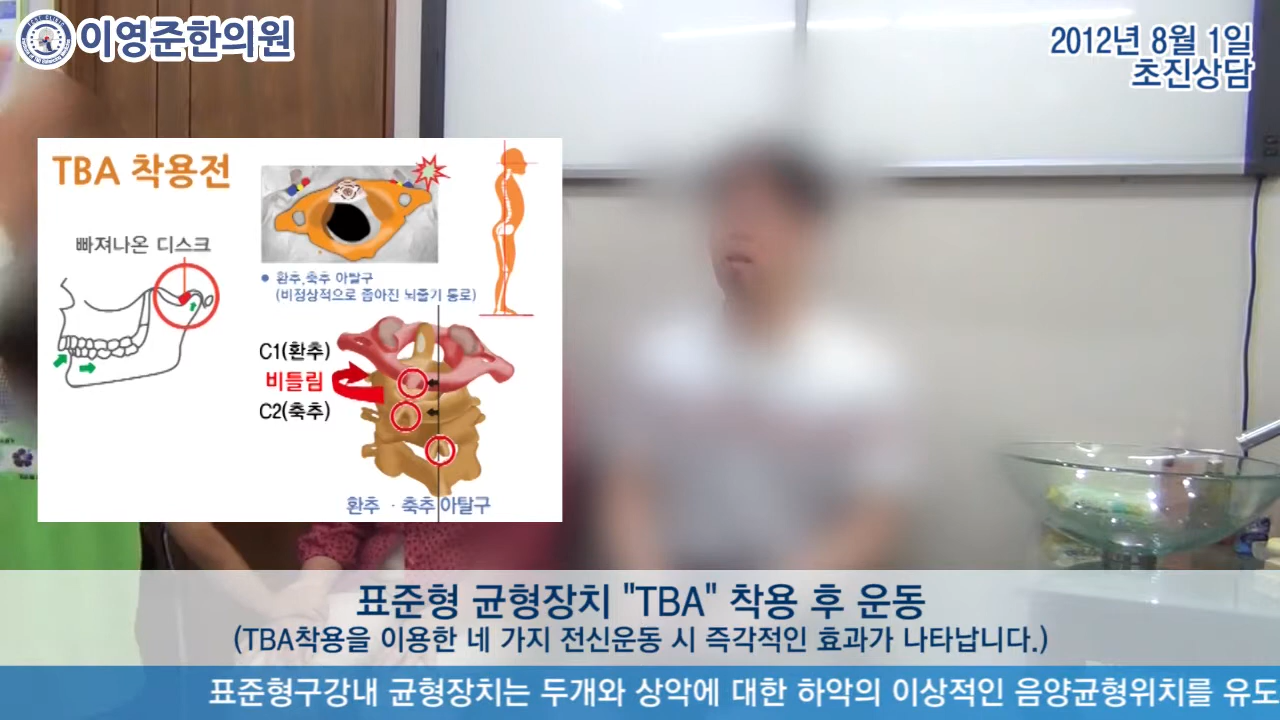 이영준한의원
2012년 8월 1일
초진상담
TBA 착용전
빠져나온 디스크
환추,축추 아탈구
(비정상적으로 좁아진 뇌줄기 통로)
C1(환추)
비틀림
C2(축추)
환추 · 축추 아탈구
표준형 균형장치 "TBA" 착용 후 운동
(TBA착용을 이용한 네 가지 전신운동 시 즉각적인 효과가 나타납니다.)
표준형구강내 균형장치는 두개와 상악에 대한 하악의 이상적인 음양균형위치를 유도